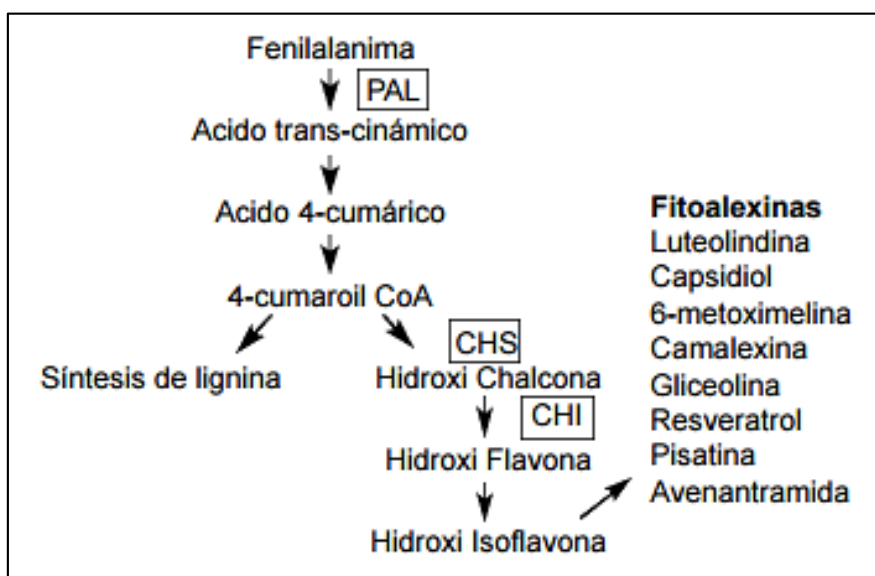 Fenilalanima
PAL
Acido trans-cinámico
Acido 4-cumárico
4-cumaroil CoA
Síntesis de lignina
CHS
Hidroxi Chalcona
CHI
Hidroxi Flavona
Hidroxi Isoflavona
Fitoalexinas
Luteolindina
Capsidiol
6-metoximelina
Camalexina
Gliceolina
Resveratrol
Pisatina
Avenantramida